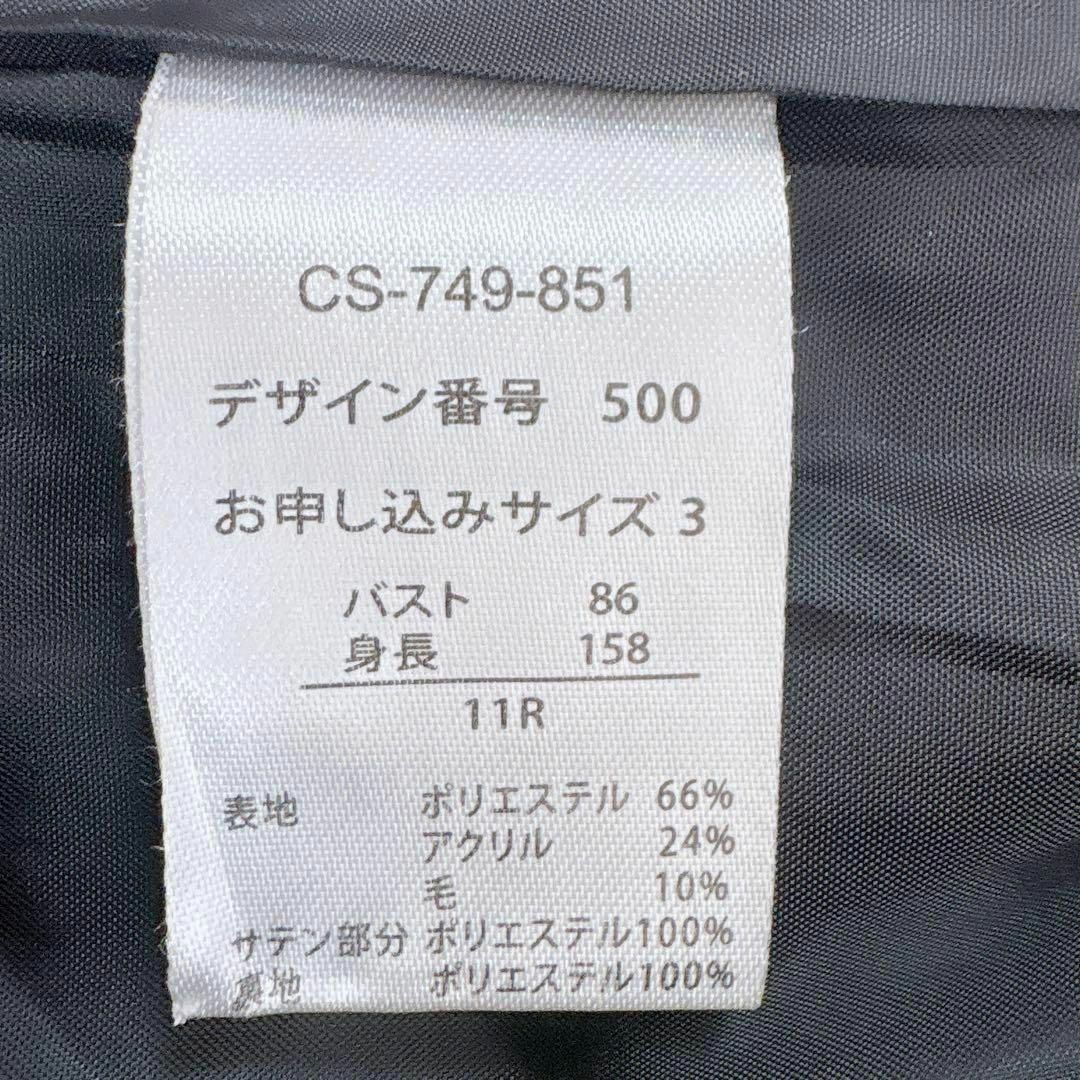 CS-749-851
デザイン番号 500
お申し込みサイズ 3
バスト 86
身長 158
11R
表地 ポリエステル 66%
アクリル 24%
毛 10%
サテン部分 ポリエステル100%
裏地 ポリエステル100%